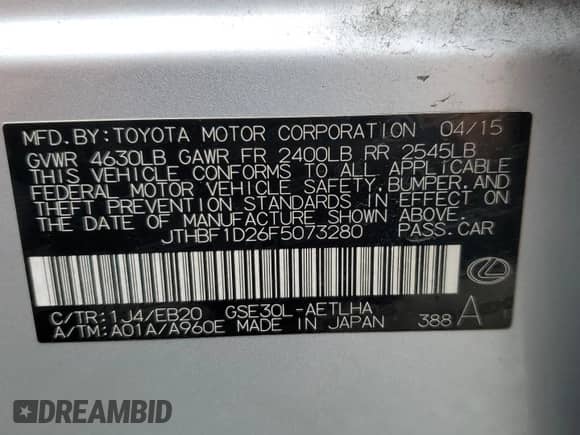 MFD.BY:TOYOTA MOTOR CORPORATION 04/15
GVWR 4630LB GAWR FR 2400LB RR 2545LB
THIS VEHICLE CONFORMS TO ALL APPLICABLE
FEDERAL MOTOR VEHICLE SAFETY,BUMPER,AND
THEFT PREVENTION STANDARDS IN EFFECT ON
THE DATE OF MANUFACTURE SHOWN ABOVE.
JTHBF1D26F5073280 PASS.CAR
C/TR:1J4/EB20 GSE30L-AETLHA
A/TM:A01A/A960E MADE IN JAPAN 388 A
DREAMBID